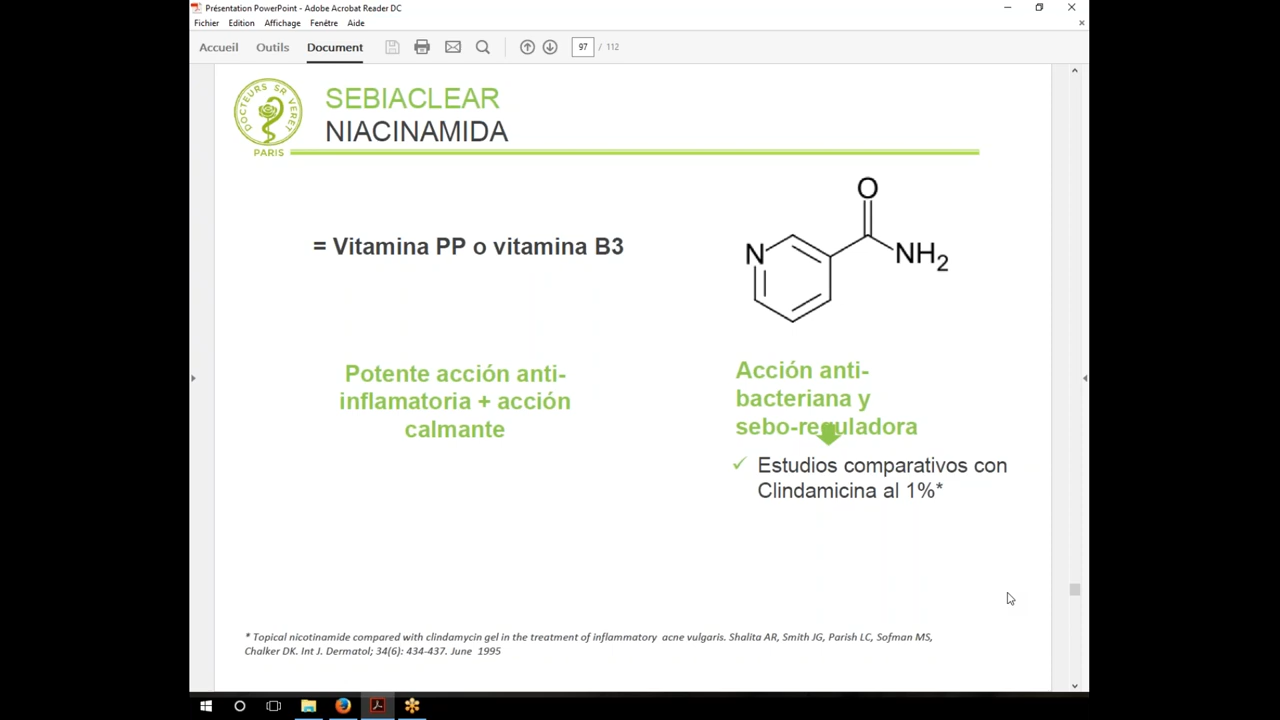 Présentation PowerPoint - Adobe Acrobat Reader DC
Fichier Edition Affichage Fenêtre Aide
Accueil Outils Document 97 / 112
DOCTEURS SR VERET
PARIS
SEBIACLEAR
NIACINAMIDA
= Vitamina PP o vitamina B3
O
N
NH2
Potente acción anti-
inflamatoria + acción
calmante
Acción anti-
bacteriana y
sebo-reguladora
✓ Estudios comparativos con
Clindamicina al 1%*
* Topical nicotinamide compared with clindamycin gel in the treatment of inflammatory acne vulgaris. Shalita AR, Smith JG, Parish LC, Sofman MS,
Chalker DK. Int J. Dermatol; 34(6): 434-437. June 1995